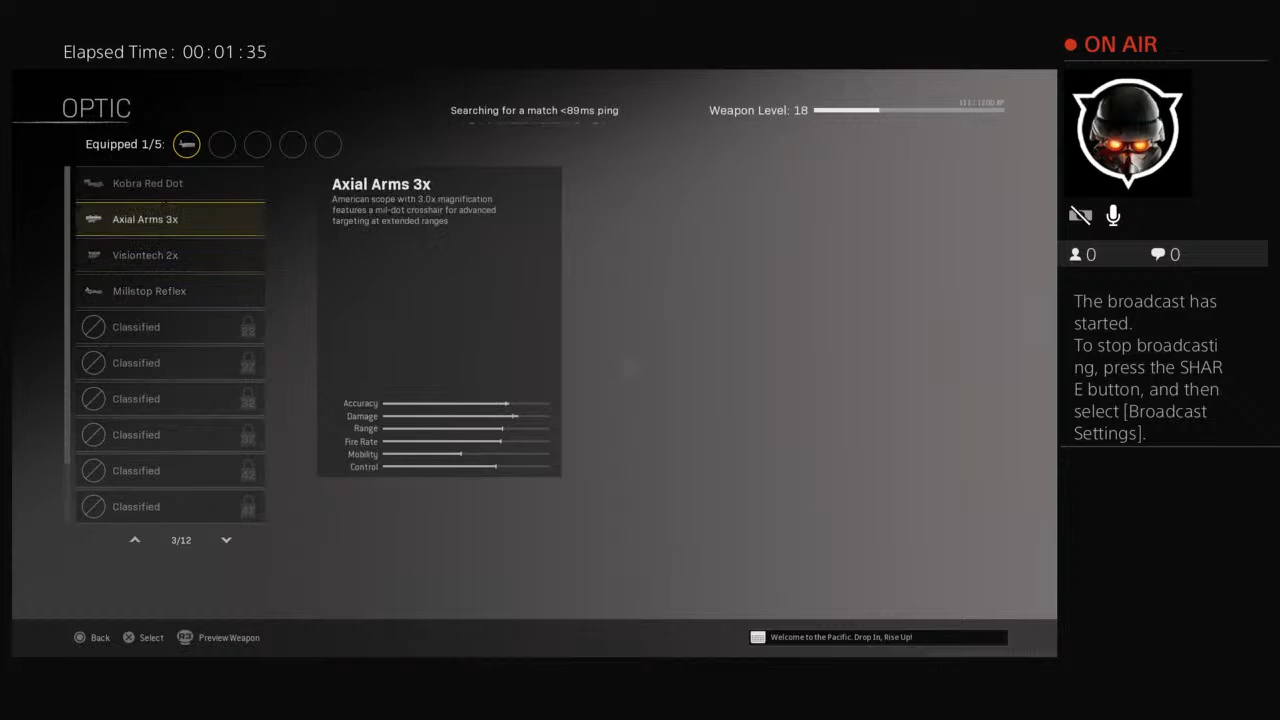 Elapsed Time: 00:01:35
ON AIR
OPTIC
Searching for a match <89ms ping
Weapon Level: 18
Equipped 1/5:
Kobra Red Dot
Axial Arms 3x
Visiontech 2x
Millstop Reflex
Classified
Classified
Classified
Classified
Classified
Classified
3/12
Axial Arms 3x
American scope with 3.0x magnification
features a mil-dot crosshair for advanced
targeting at extended ranges
Accuracy
Damage
Range
Fire Rate
Mobility
Control
0
0
The broadcast has
started.
To stop broadcasti
ng, press the SHAR
E button, and then
select [Broadcast
Settings].
Back
Select
R3
Preview Weapon
Welcome to the Pacific. Drop In, Rise Up!